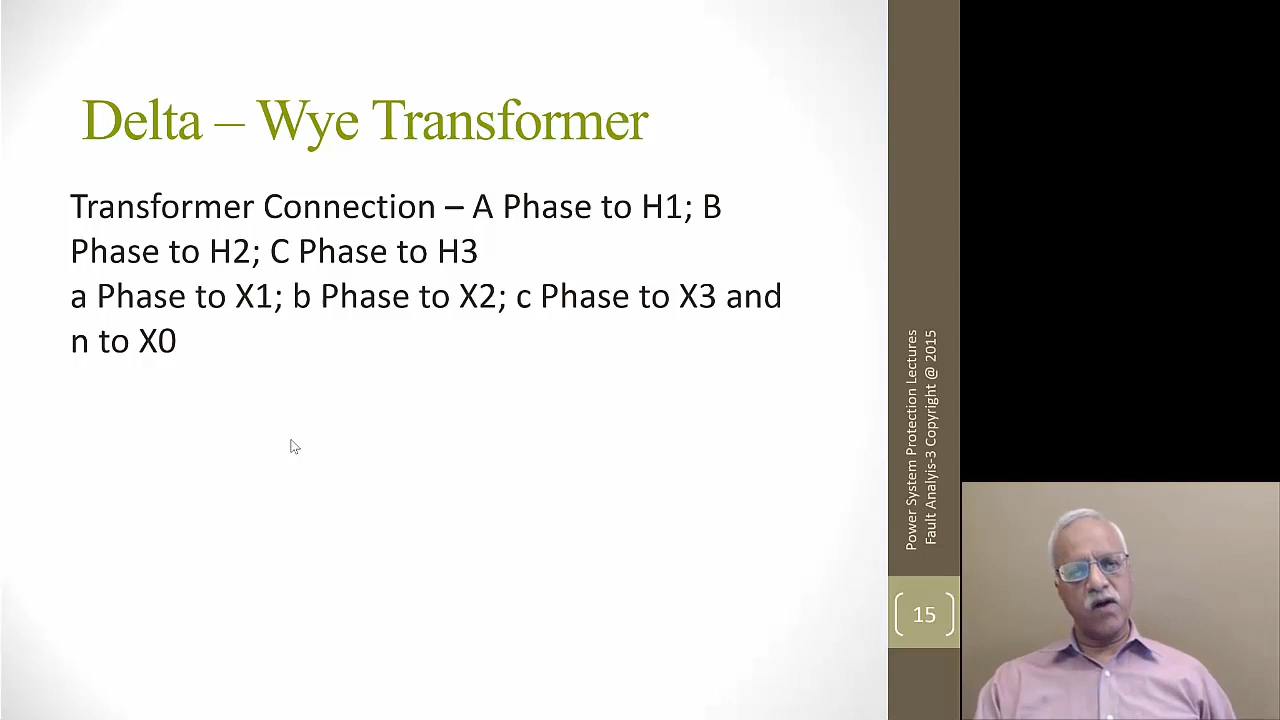 Delta – Wye Transformer
Transformer Connection – A Phase to H1; B
Phase to H2; C Phase to H3
a Phase to X1; b Phase to X2; c Phase to X3 and
n to X0
Power System Protection Lectures
Fault Analyis-3 Copyright @ 2015
15